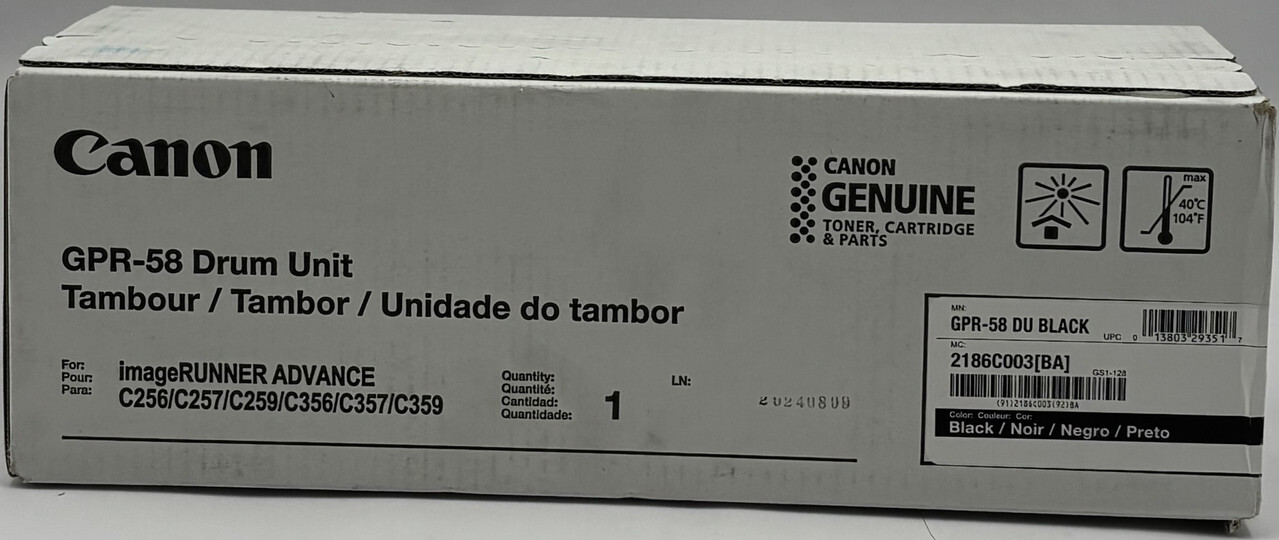 Canon
CANON
GENUINE
TONER, CARTRIDGE
& PARTS
max
40°C
104°F
GPR-58 Drum Unit
Tambour / Tambor / Unidade do tambor
For:
Pour:
Para:
imageRUNNER ADVANCE
C256/C257/C259/C356/C357/C359
Quantity:
Quantité:
Cantidad:
Quantidade:
1
LN:
20240809
MN:
GPR-58 DU BLACK
UPC
0 13803 29351 7
MC:
2186C003[BA]
GS1-128
(91)2186C003(92)BA
Color: Couleur: Cor:
Black / Noir / Negro / Preto